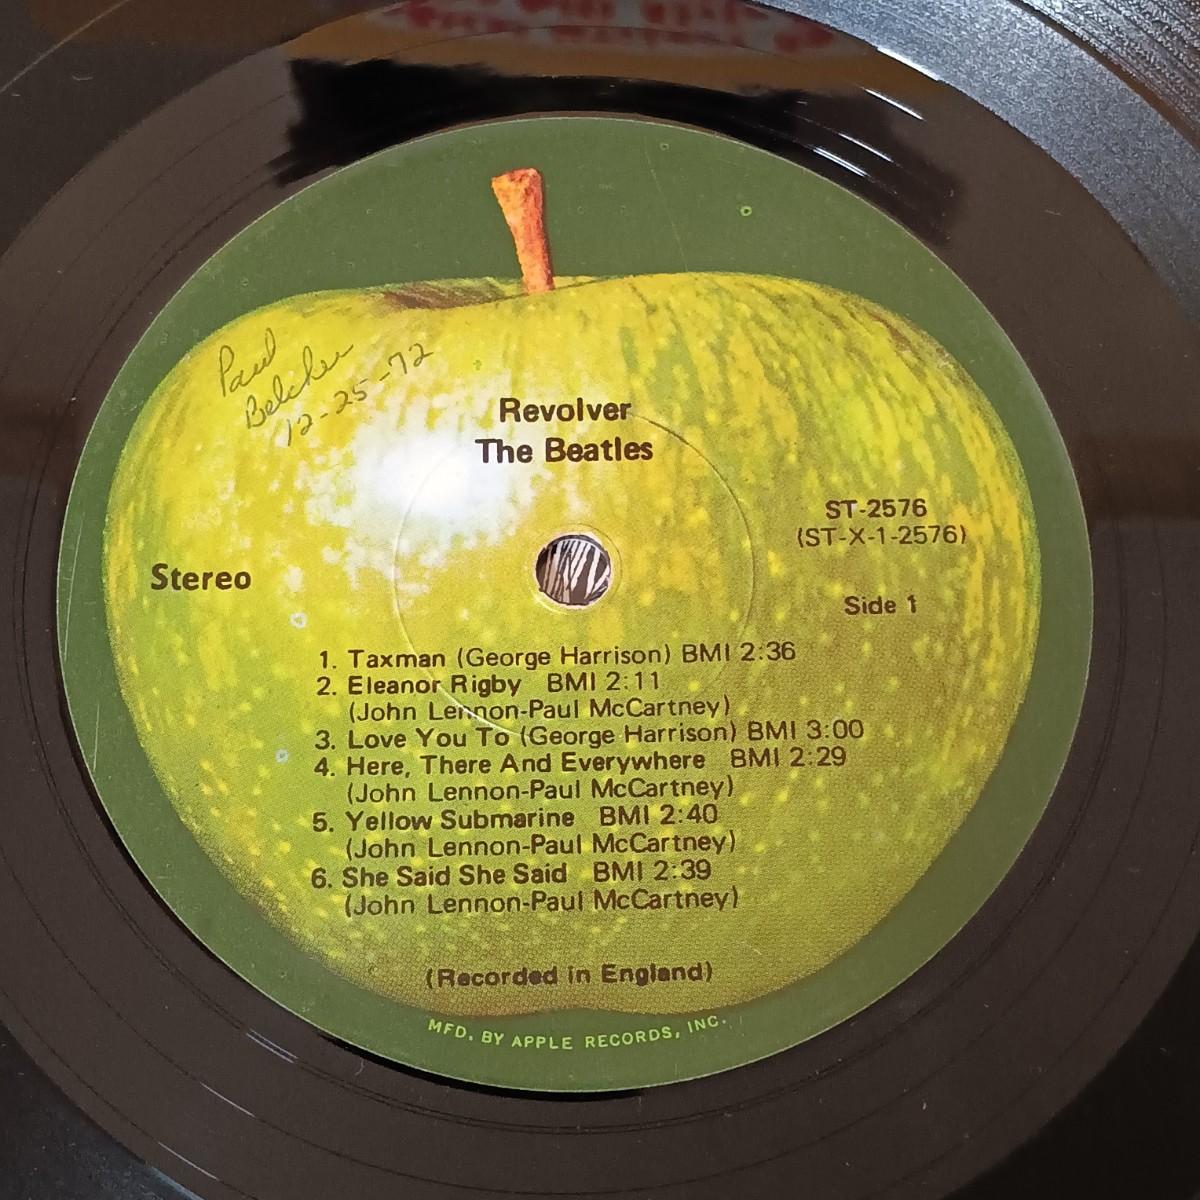 Paul
Belcher
12-25-72
Revolver
The Beatles
ST-2576
(ST-X-1-2576)
Stereo
Side 1
1. Taxman (George Harrison) BMI 2:36
2. Eleanor Rigby BMI 2:11
(John Lennon-Paul McCartney)
3. Love You To (George Harrison) BMI 3:00
4. Here, There And Everywhere BMI 2:29
(John Lennon-Paul McCartney)
5. Yellow Submarine BMI 2:40
(John Lennon-Paul McCartney)
6. She Said She Said BMI 2:39
(John Lennon-Paul McCartney)
(Recorded in England)
MFD. BY APPLE RECORDS, INC.